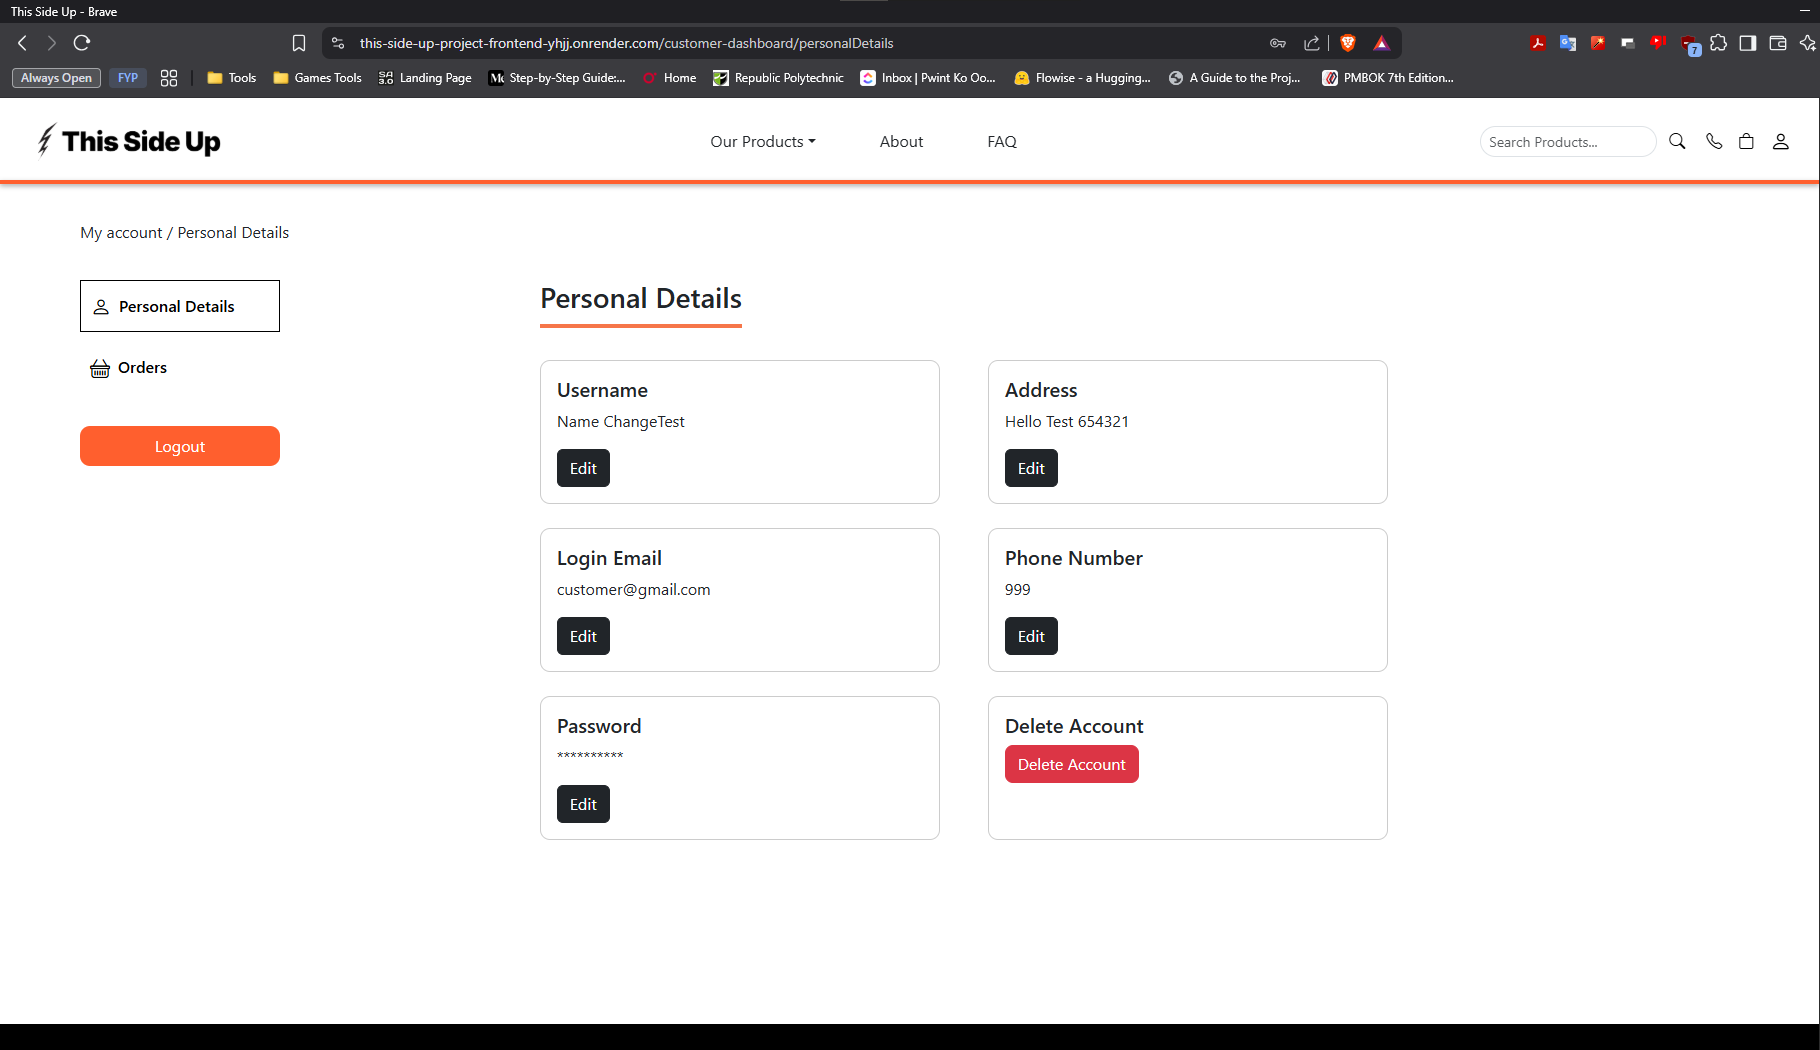 This Side Up - Brave
this-side-up-project-frontend-yhjj.onrender.com/customer-dashboard/personalDetails
7
Always Open
FYP
Tools
Games Tools
Landing Page
Step-by-Step Guide:...
Home
Republic Polytechnic
Inbox | Pwint Ko Oo...
Flowise - a Hugging...
A Guide to the Proj...
PMBOK 7th Edition...
This Side Up
Our Products
About
FAQ
Search Products...
My account / Personal Details
Personal Details
Orders
Logout
Personal Details
Username
Name ChangeTest
Edit
Address
Hello Test 654321
Edit
Login Email
customer@gmail.com
Edit
Phone Number
999
Edit
Password
**********
Edit
Delete Account
Delete Account